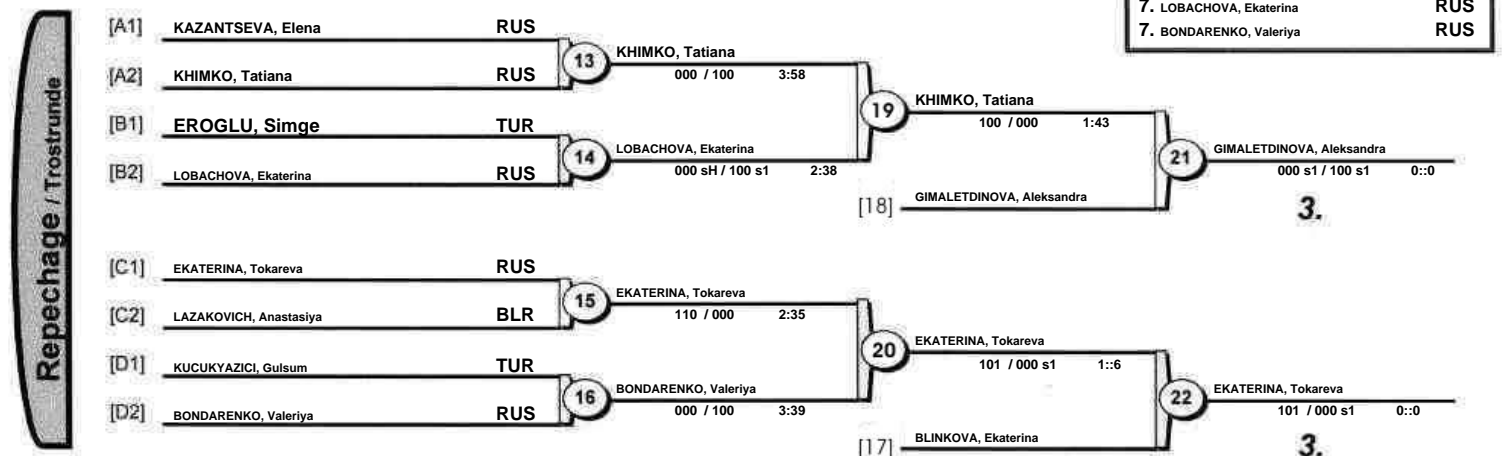 7. LOBACHOVA, Ekaterina RUS
7. BONDARENKO, Valeriya RUS
Repechage / Trostrunde
[A1] KAZANTSEVA, Elena RUS
[A2] KHIMKO, Tatiana RUS
13
KHIMKO, Tatiana
000 / 100 3:58
[B1] EROGLU, Simge TUR
[B2] LOBACHOVA, Ekaterina RUS
14
LOBACHOVA, Ekaterina
000 sH / 100 s1 2:38
19
KHIMKO, Tatiana
100 / 000 1:43
[18] GIMALETDINOVA, Aleksandra
21
GIMALETDINOVA, Aleksandra
000 s1 / 100 s1 0::0
3.
[C1] EKATERINA, Tokareva RUS
[C2] LAZAKOVICH, Anastasiya BLR
15
EKATERINA, Tokareva
110 / 000 2:35
[D1] KUCUKYAZICI, Gulsum TUR
[D2] BONDARENKO, Valeriya RUS
16
BONDARENKO, Valeriya
000 / 100 3:39
20
EKATERINA, Tokareva
101 / 000 s1 1::6
[17] BLINKOVA, Ekaterina
22
EKATERINA, Tokareva
101 / 000 s1 0::0
3.